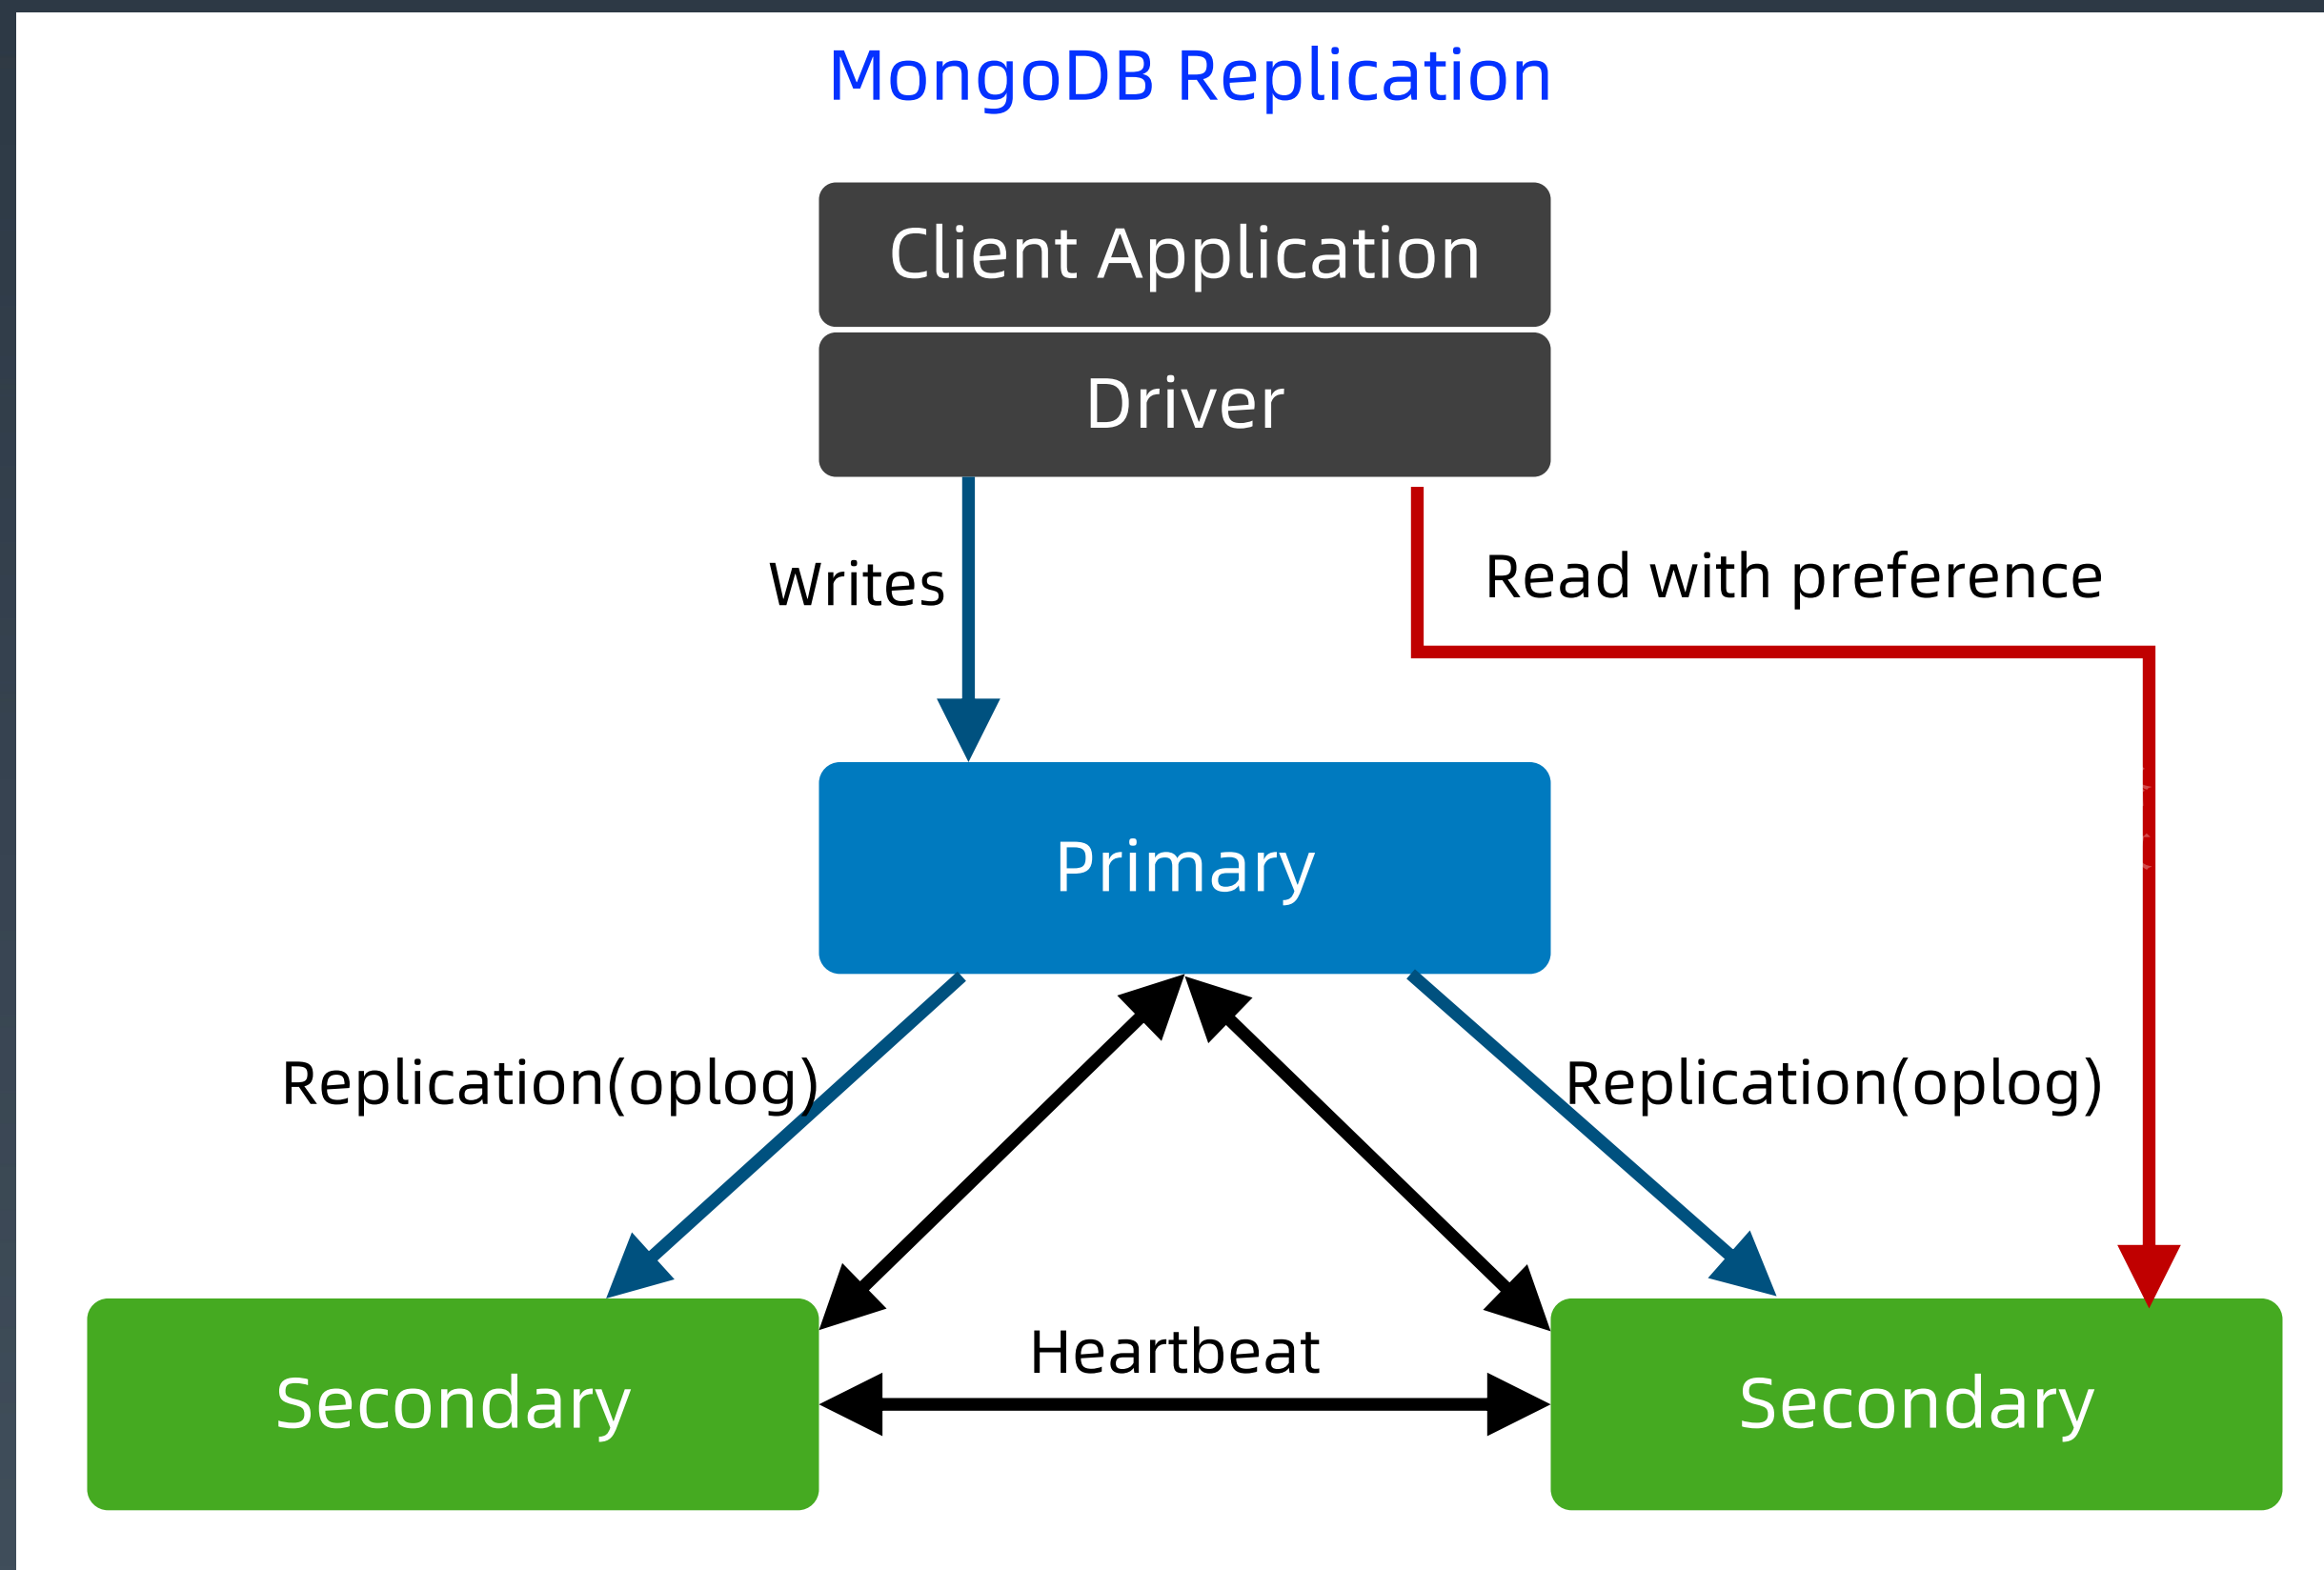 MongoDB Replication
Client Application
Driver
Writes
Read with preference
Primary
Replication(oplog)
Replication(oplog)
Heartbeat
Secondary
Secondary